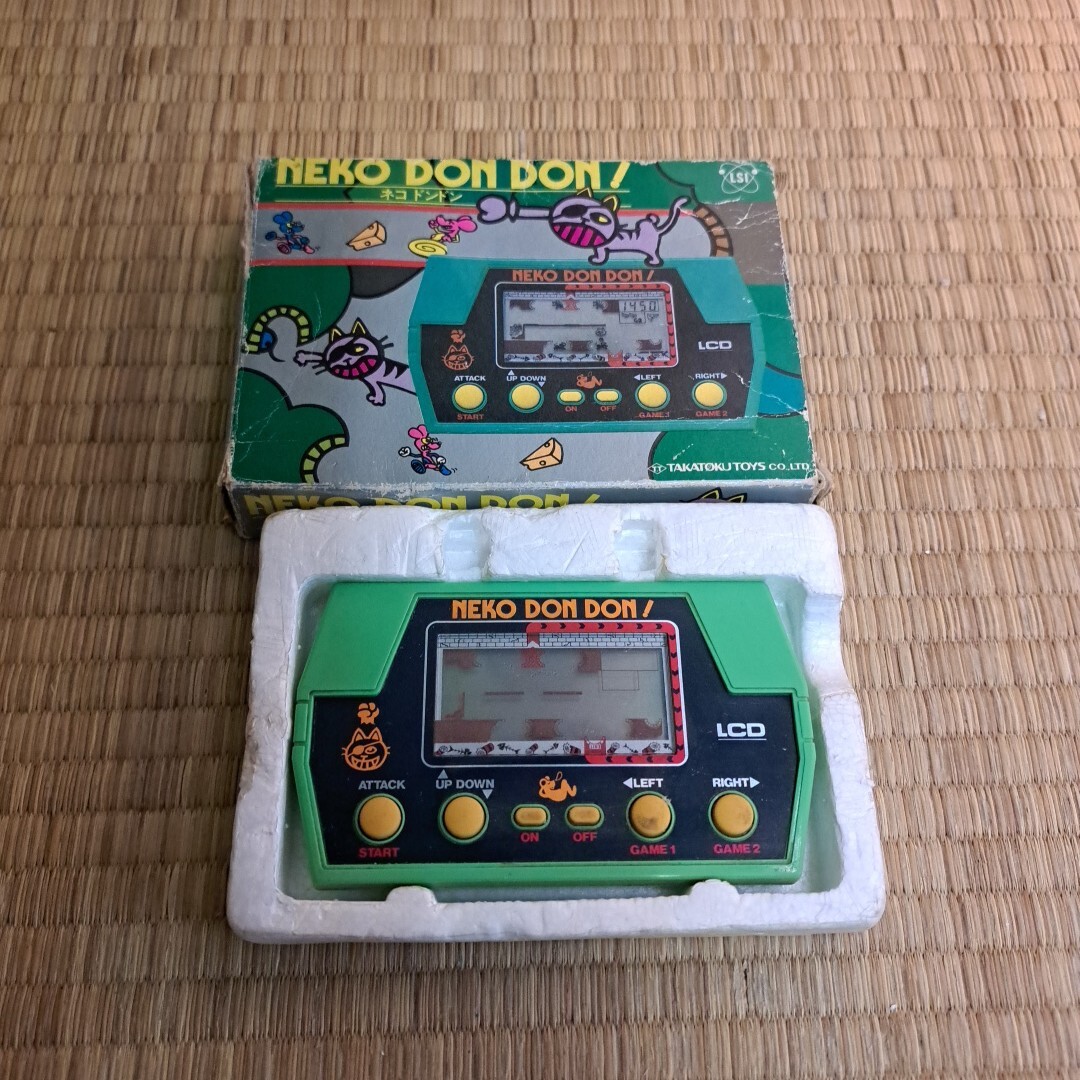 NEKO DON DON!
ネコ ドンドン
LSI
NEKO DON DON!
1450
LCD
ATTACK
▲UP DOWN▼
◀LEFT
RIGHT▶
START
ON
OFF
GAME 1
GAME 2
TT TAKATOKU TOYS CO.,LTD
NEKO DON DON!
NEKO DON DON!
LCD
ATTACK
▲UP DOWN▼
◀LEFT
RIGHT▶
START
ON
OFF
GAME 1
GAME 2